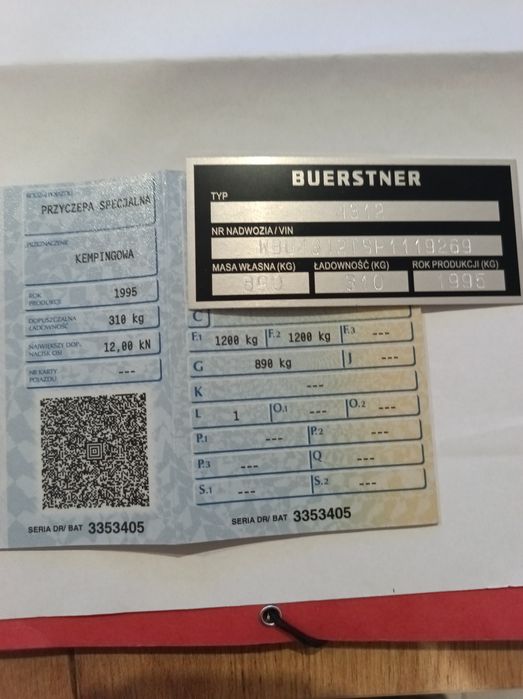 BUERSTNER
TYP
NR NADWOZIA / VIN
MASA WŁASNA (KG) ŁADOWNOŚĆ (KG) ROK PRODUKCJI (KG)
890 310 1995
RODZAJ POJAZDU
PRZYCZEPA SPECJALNA
PRZEZNACZENIE
KEMPINGOWA
ROK PRODUKCJI 1995
DOPUSZCZALNA ŁADOWNOŚĆ 310 kg
NAJWIĘKSZY DOP. NACISK OSI 12,00 kN
NR KARTY POJAZDU ---
SERIA DR/ BAT 3353405
C
F.1 1200 kg F.2 1200 kg F.3 ---
G 890 kg J ---
K ---
L 1 O.1 --- O.2 ---
P.1 --- P.2 ---
P.3 --- Q ---
S.1 --- S.2 ---
SERIA DR/ BAT 3353405